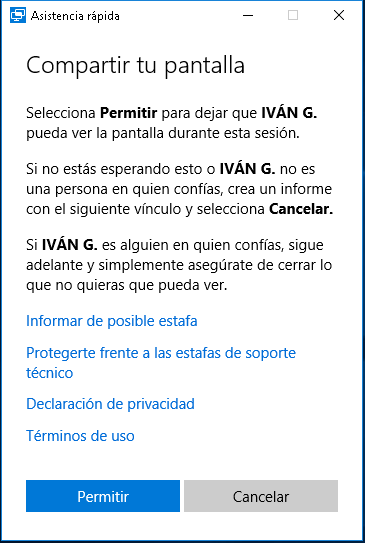 Asistencia rápida
Compartir tu pantalla
Selecciona Permitir para dejar que IVÁN G.
pueda ver la pantalla durante esta sesión.
Si no estás esperando esto o IVÁN G. no es
una persona en quien confías, crea un informe
con el siguiente vínculo y selecciona Cancelar.
Si IVÁN G. es alguien en quien confías, sigue
adelante y simplemente asegúrate de cerrar lo
que no quieras que pueda ver.
Informar de posible estafa
Protegerte frente a las estafas de soporte
técnico
Declaración de privacidad
Términos de uso
Permitir
Cancelar